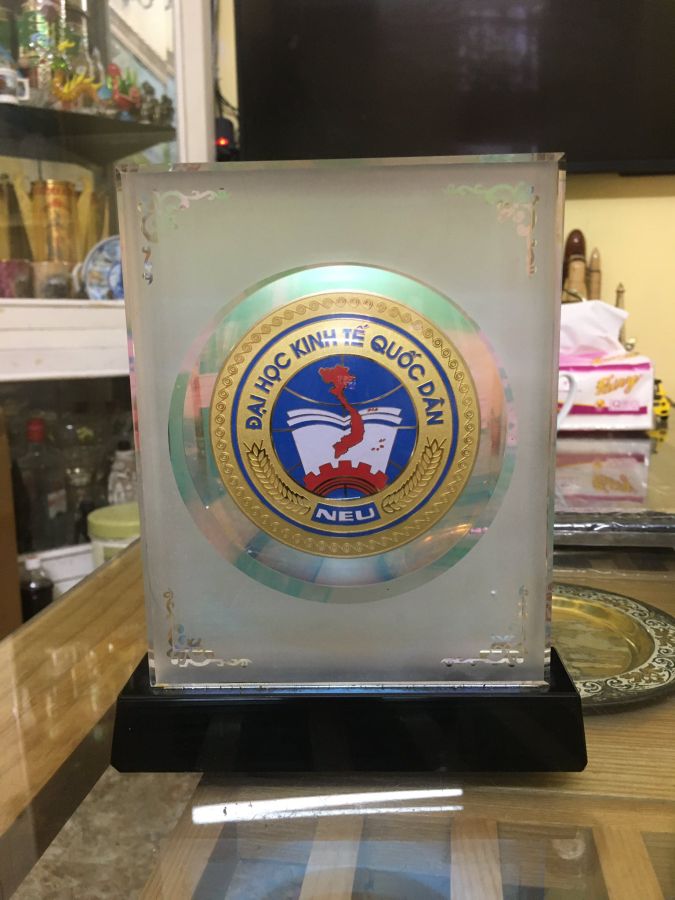 ĐẠI HỌC KINH TẾ QUỐC DÂN
NEU